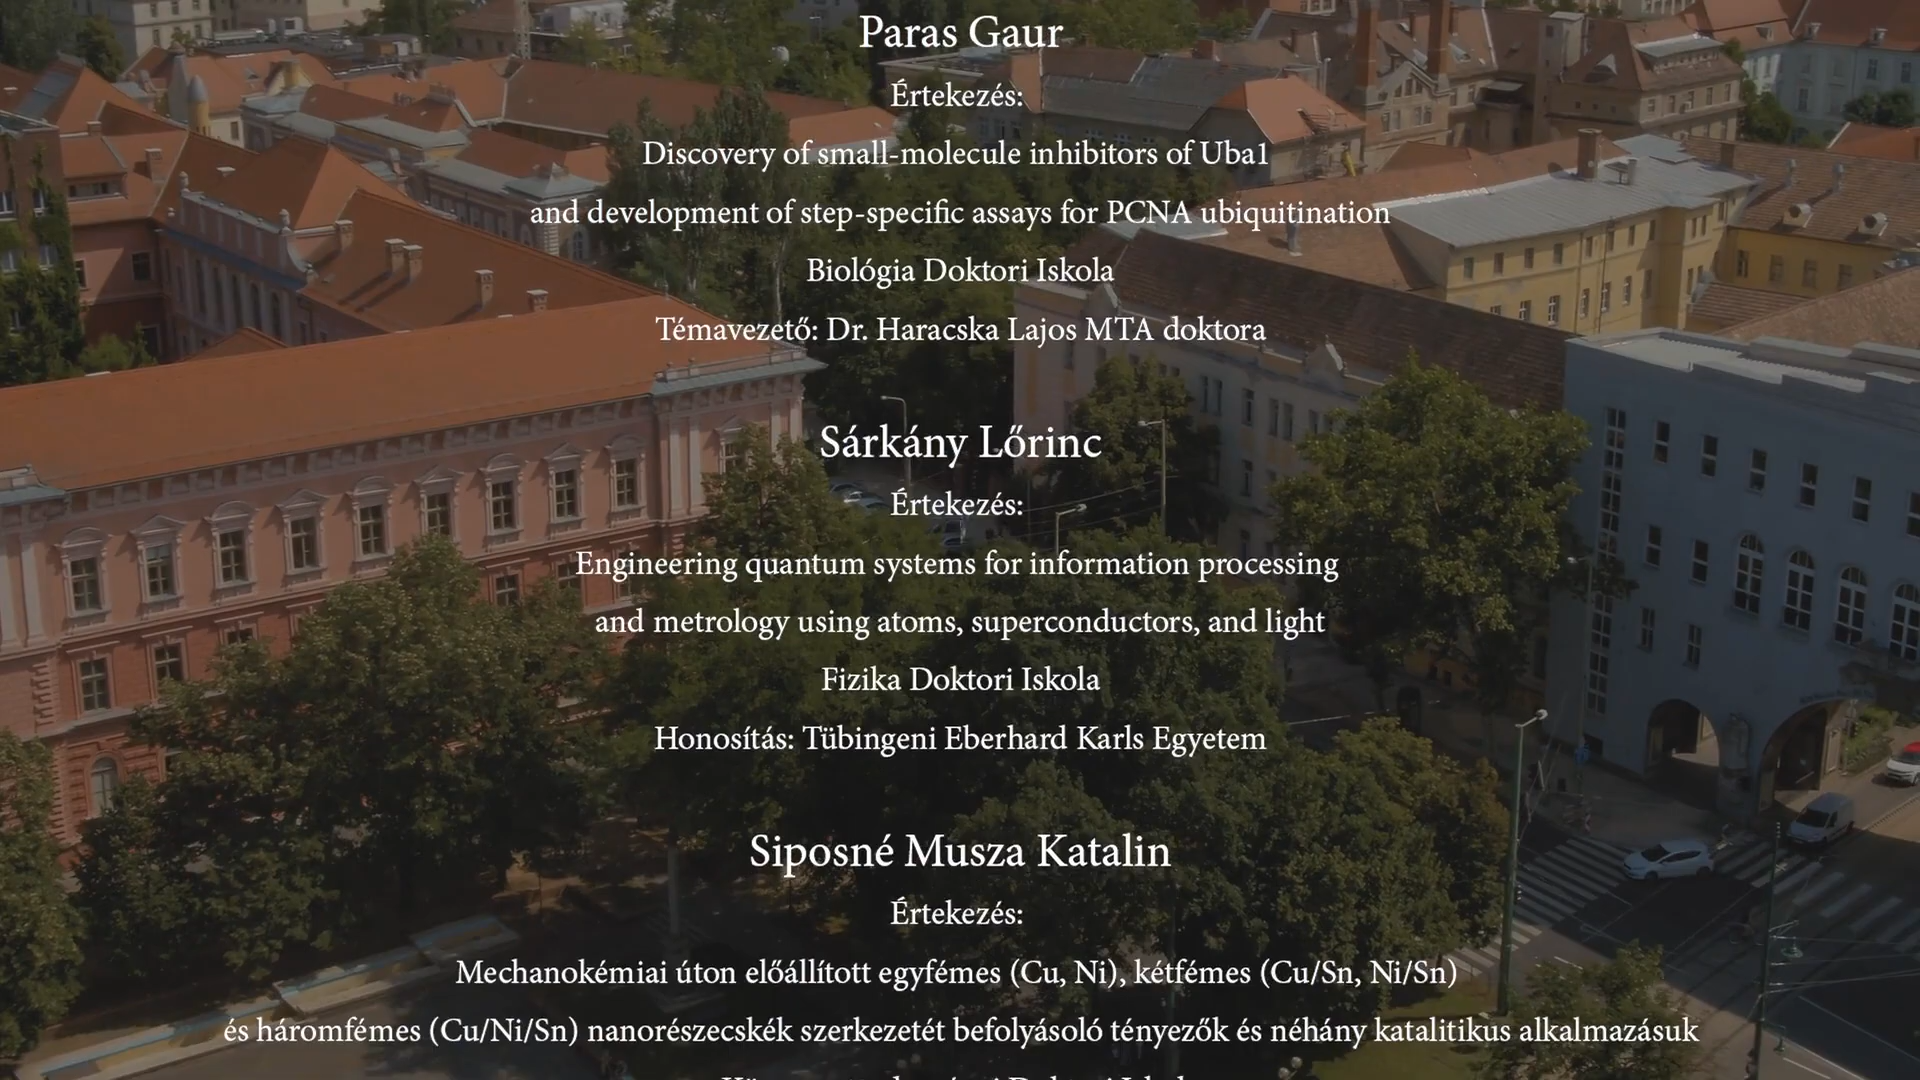 Paras Gaur
Értekezés:
Discovery of small-molecule inhibitors of Uba1
and development of step-specific assays for PCNA ubiquitination
Biológia Doktori Iskola
Témavezető: Dr. Haracska Lajos MTA doktora
Sárkány Lőrinc
Értekezés:
Engineering quantum systems for information processing
and metrology using atoms, superconductors, and light
Fizika Doktori Iskola
Honosítás: Tübingeni Eberhard Karls Egyetem
Siposné Musza Katalin
Értekezés:
Mechanokémiai úton előállított egyfémes (Cu, Ni), kétfémes (Cu/Sn, Ni/Sn)
és háromfémes (Cu/Ni/Sn) nanorészecskék szerkezetét befolyásoló tényezők és néhány katalitikus alkalmazásuk